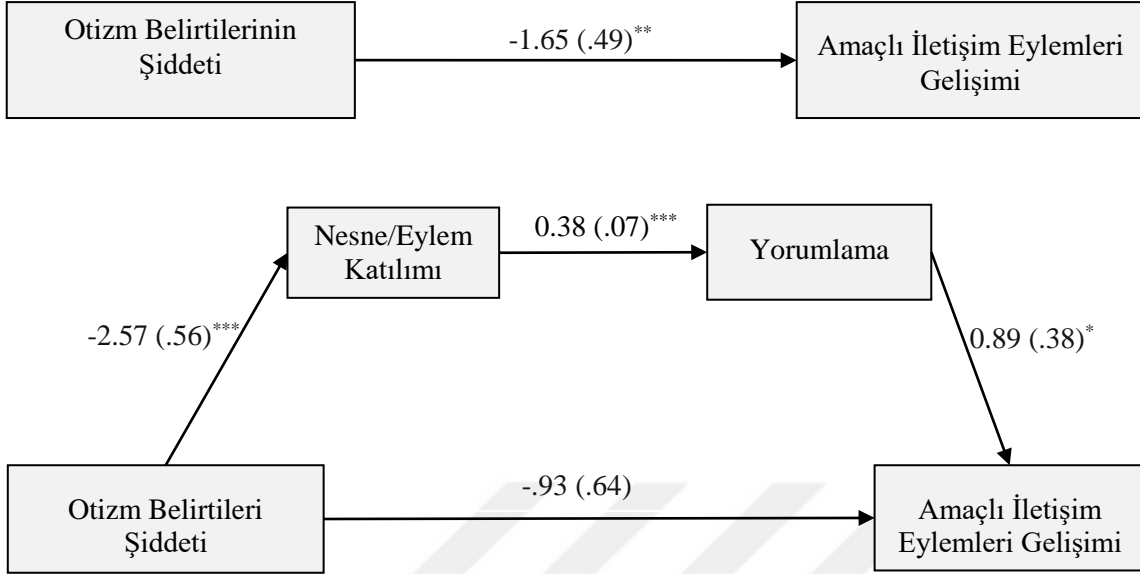 Otizm Belirtilerinin
Şiddeti
-1.65 (.49)**
Amaçlı İletişim Eylemleri
Gelişimi
Nesne/Eylem
Katılımı
0.38 (.07)***
Yorumlama
-2.57 (.56)***
0.89 (.38)*
Otizm Belirtileri
Şiddeti
-.93 (.64)
Amaçlı İletişim
Eylemleri Gelişimi